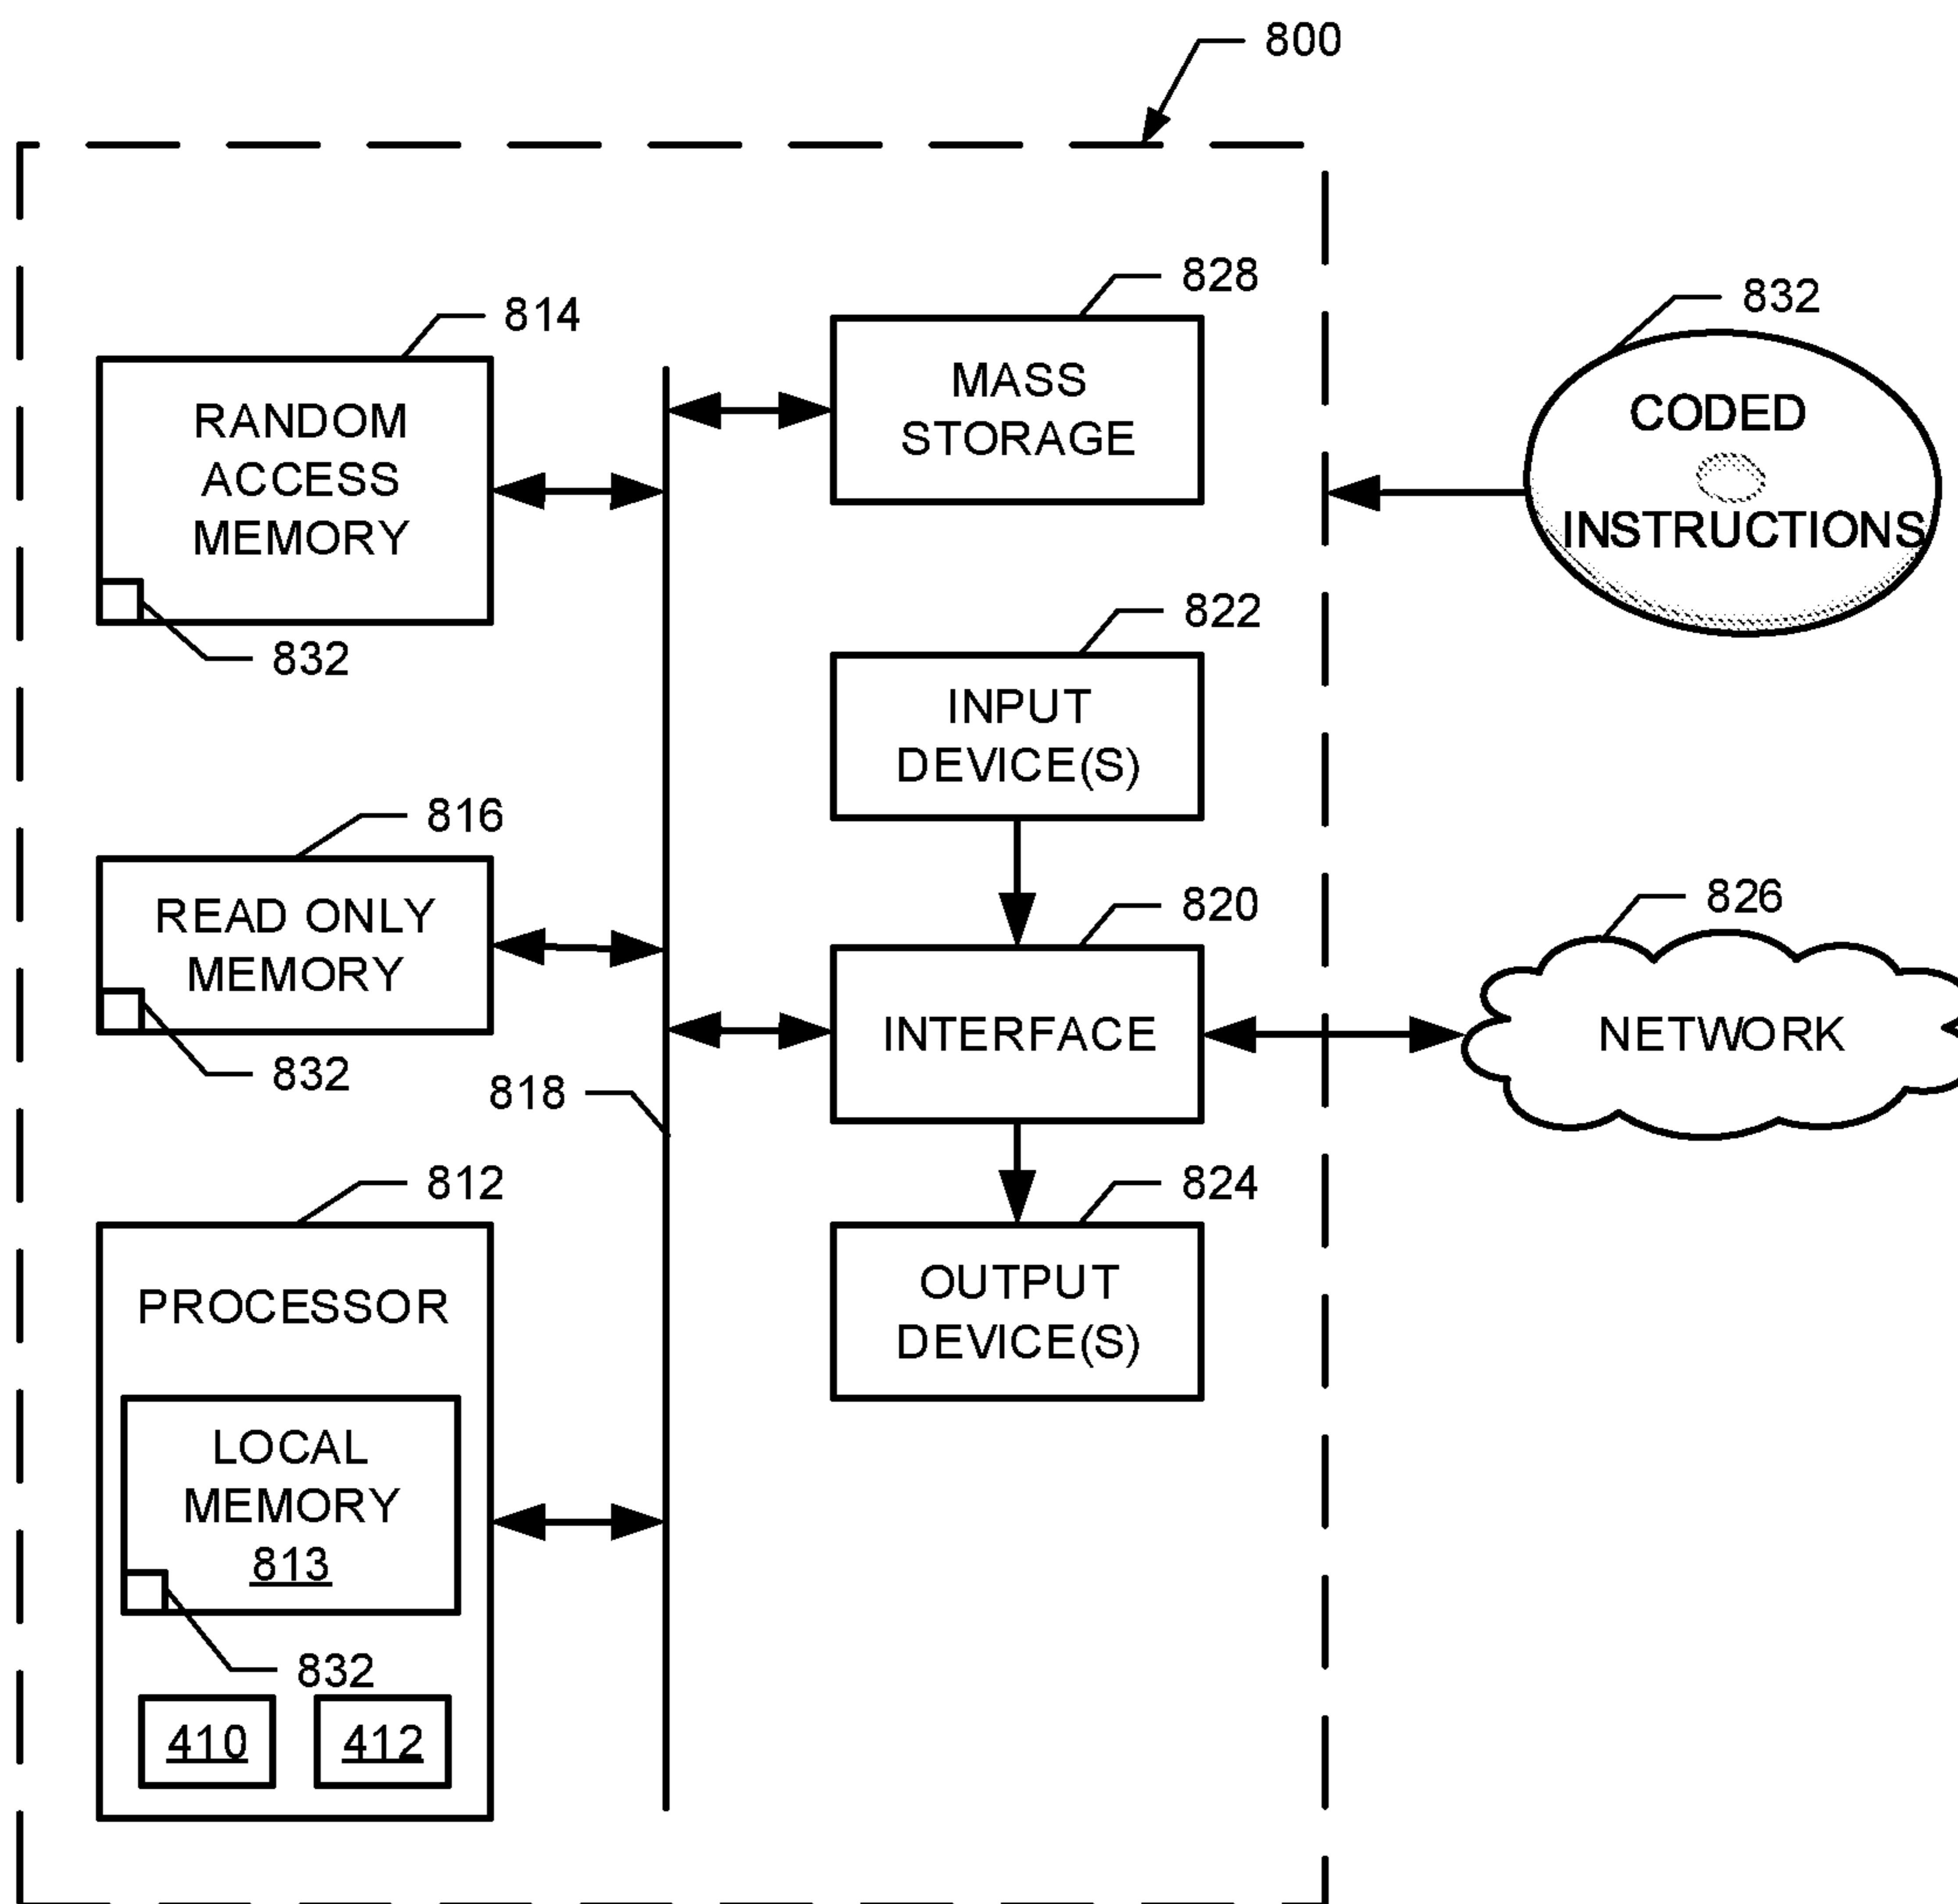 800
814
RANDOM
ACCESS
MEMORY
832
828
MASS
STORAGE
832
CODED
INSTRUCTIONS
822
INPUT
DEVICE(S)
816
READ ONLY
MEMORY
832
818
820
INTERFACE
826
NETWORK
812
PROCESSOR
LOCAL
MEMORY
813
832
410
412
824
OUTPUT
DEVICE(S)